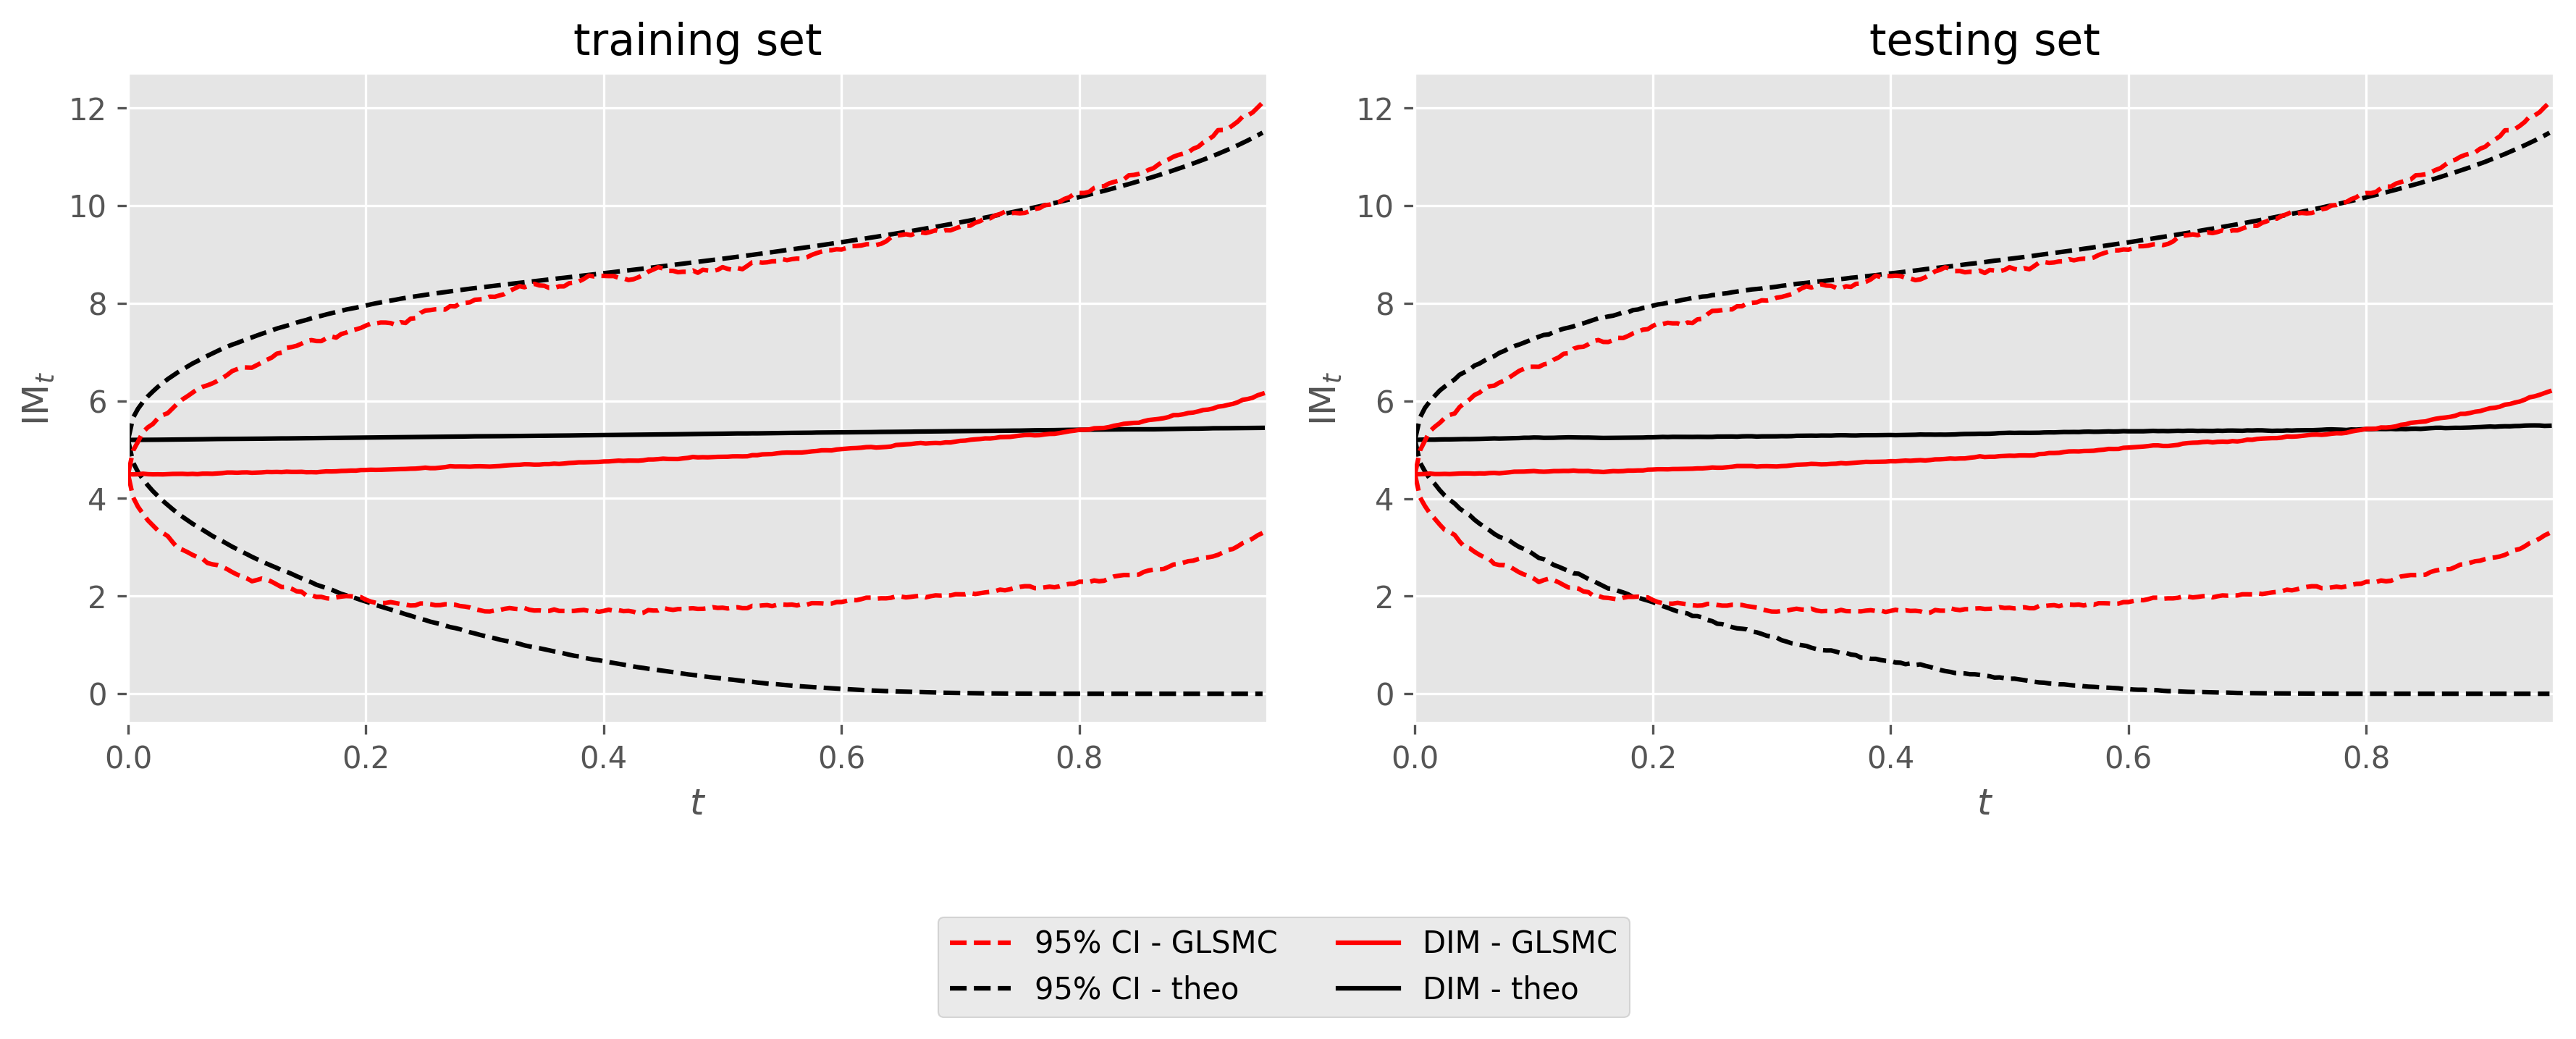 training set
testing set
12
10
8
6
4
2
0
IM_t
0.0 0.2 0.4 0.6 0.8
t
12
10
8
6
4
2
0
IM_t
0.0 0.2 0.4 0.6 0.8
t
95% CI - GLSMC
95% CI - theo
DIM - GLSMC
DIM - theo